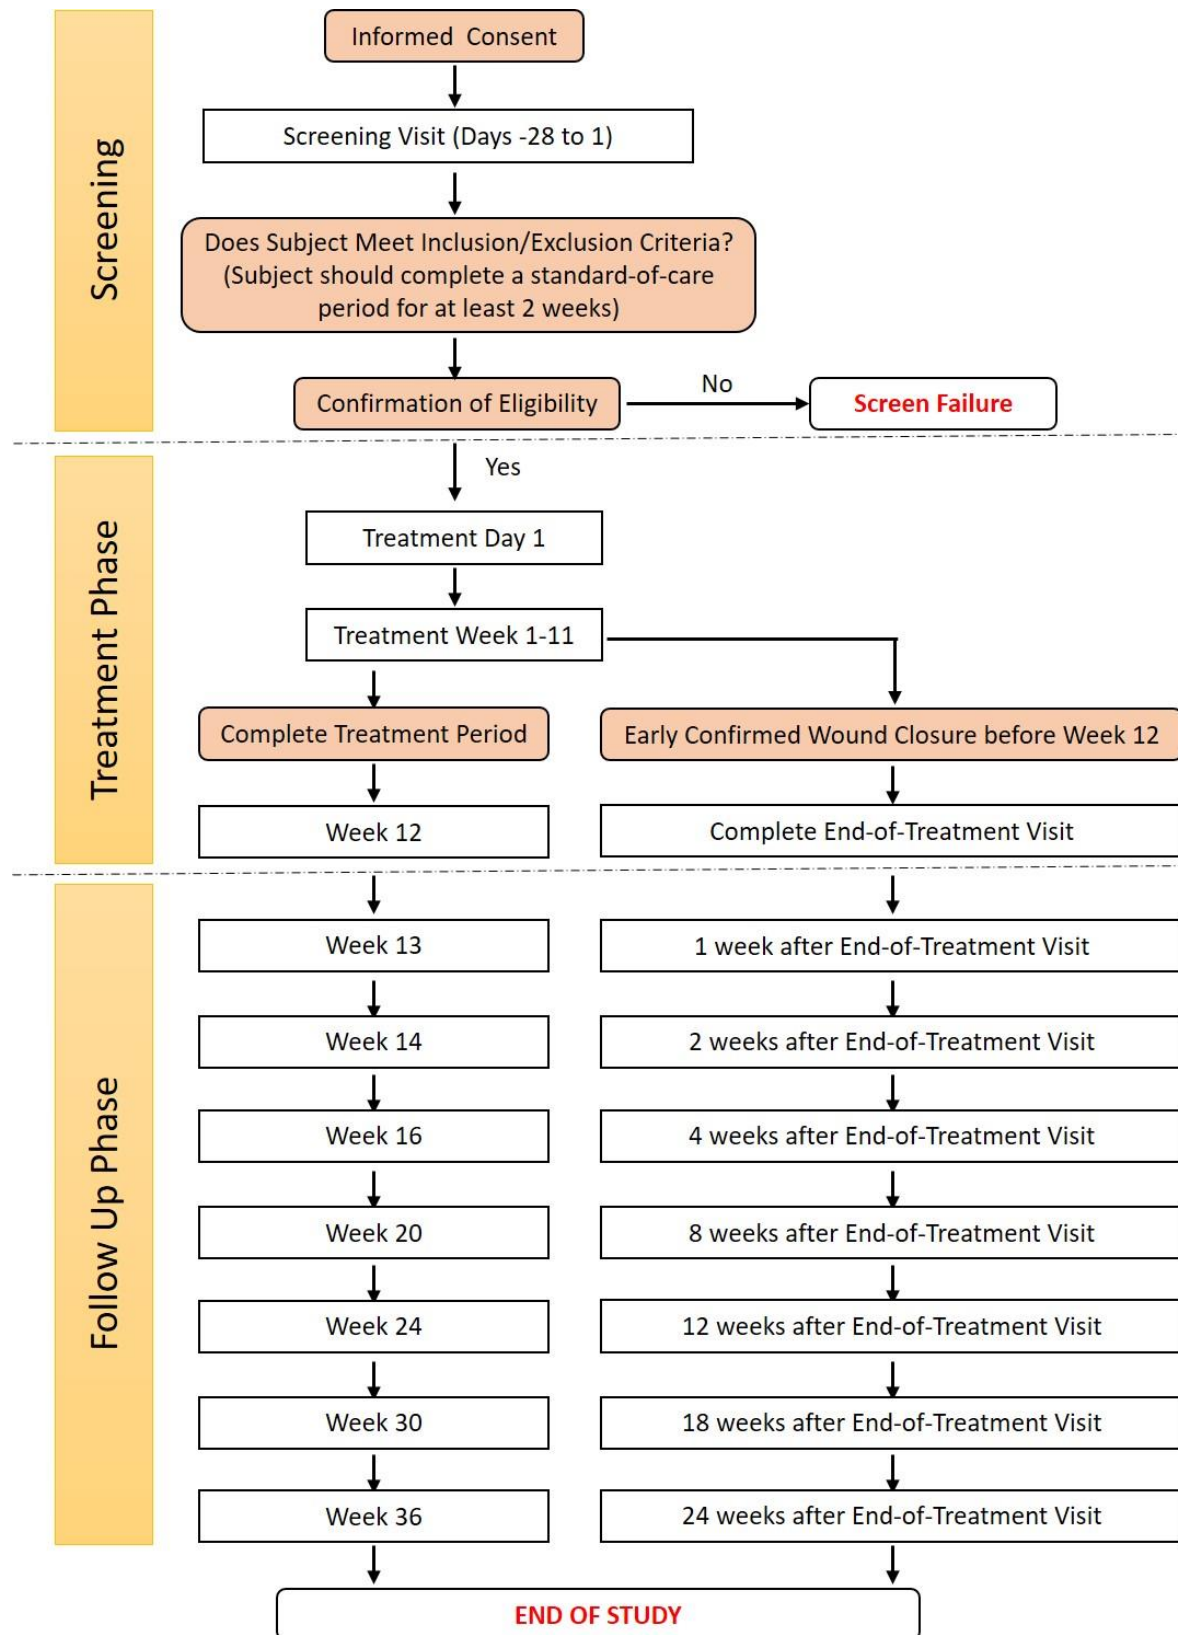 Screening
Informed  Consent
Screening Visit (Days -28 to 1)
Does Subject Meet Inclusion/Exclusion Criteria?
(Subject should complete a standard-of-care
period for at least 2 weeks)
Confirmation of Eligibility
No
Screen Failure
Treatment Phase
Yes
Treatment Day 1
Treatment Week 1-11
Complete Treatment Period
Early Confirmed Wound Closure before Week 12
Week 12
Complete End-of-Treatment Visit
Follow Up Phase
Week 13
1 week after End-of-Treatment Visit
Week 14
2 weeks after End-of-Treatment Visit
Week 16
4 weeks after End-of-Treatment Visit
Week 20
8 weeks after End-of-Treatment Visit
Week 24
12 weeks after End-of-Treatment Visit
Week 30
18 weeks after End-of-Treatment Visit
Week 36
24 weeks after End-of-Treatment Visit
END OF STUDY